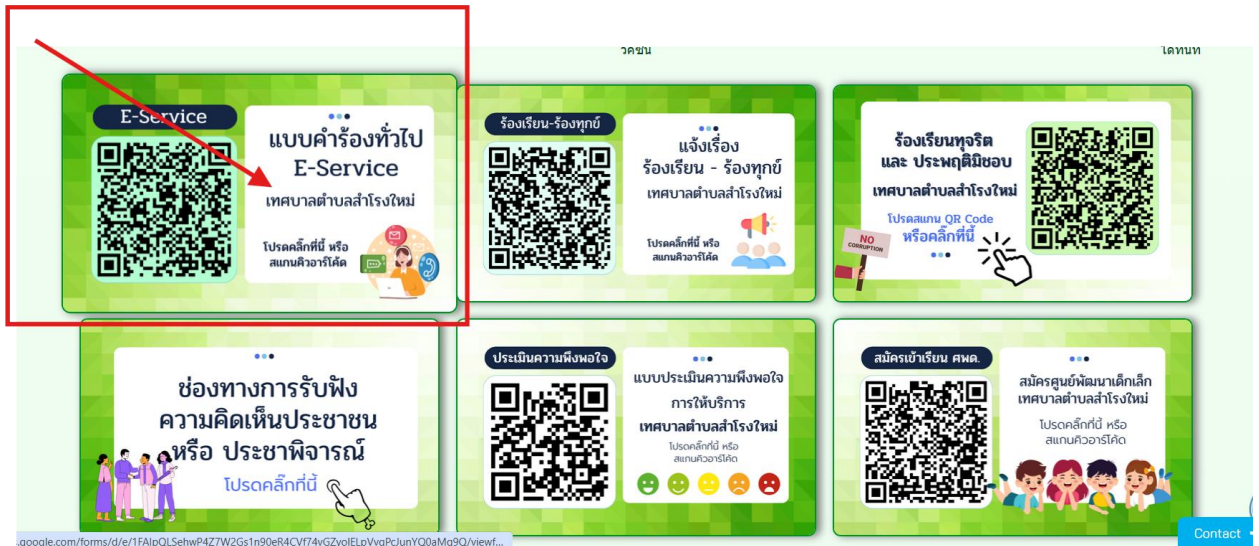 E-Service
แบบคำร้องทั่วไป
E-Service
เทศบาลตำบลสำโรงใหม่
โปรดคลิ๊กที่นี่ หรือ
สแกนคิวอาร์โค้ด
ร้องเรียน-ร้องทุกข์
แจ้งเรื่อง
ร้องเรียน - ร้องทุกข์
เทศบาลตำบลสำโรงใหม่
โปรดคลิ๊กที่นี่ หรือ
สแกนคิวอาร์โค้ด
ร้องเรียนทุจริต
และ ประพฤติมิชอบ
เทศบาลตำบลสำโรงใหม่
โปรดสแกน QR Code
หรือคลิ๊กที่นี่
NO
CORRUPTION
ช่องทางการรับฟัง
ความคิดเห็นประชาชน
หรือ ประชาพิจารณ์
โปรดคลิ๊กที่นี่
ประเมินความพึงพอใจ
แบบประเมินความพึงพอใจ
การให้บริการ
เทศบาลตำบลสำโรงใหม่
โปรดคลิ๊กที่นี่ หรือ
สแกนคิวอาร์โค้ด
สมัครเข้าเรียน ศพด.
สมัครศูนย์พัฒนาเด็กเล็ก
เทศบาลตำบลสำโรงใหม่
โปรดคลิ๊กที่นี่ หรือ
สแกนคิวอาร์โค้ด
Contact